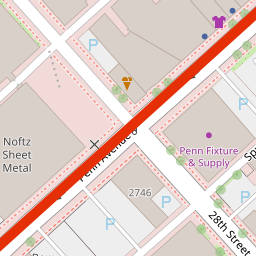 P
Noftz
Sheet
Metal
Penn Avenue
Penn Fixture
& Supply
P
2746
P
28th Street
P